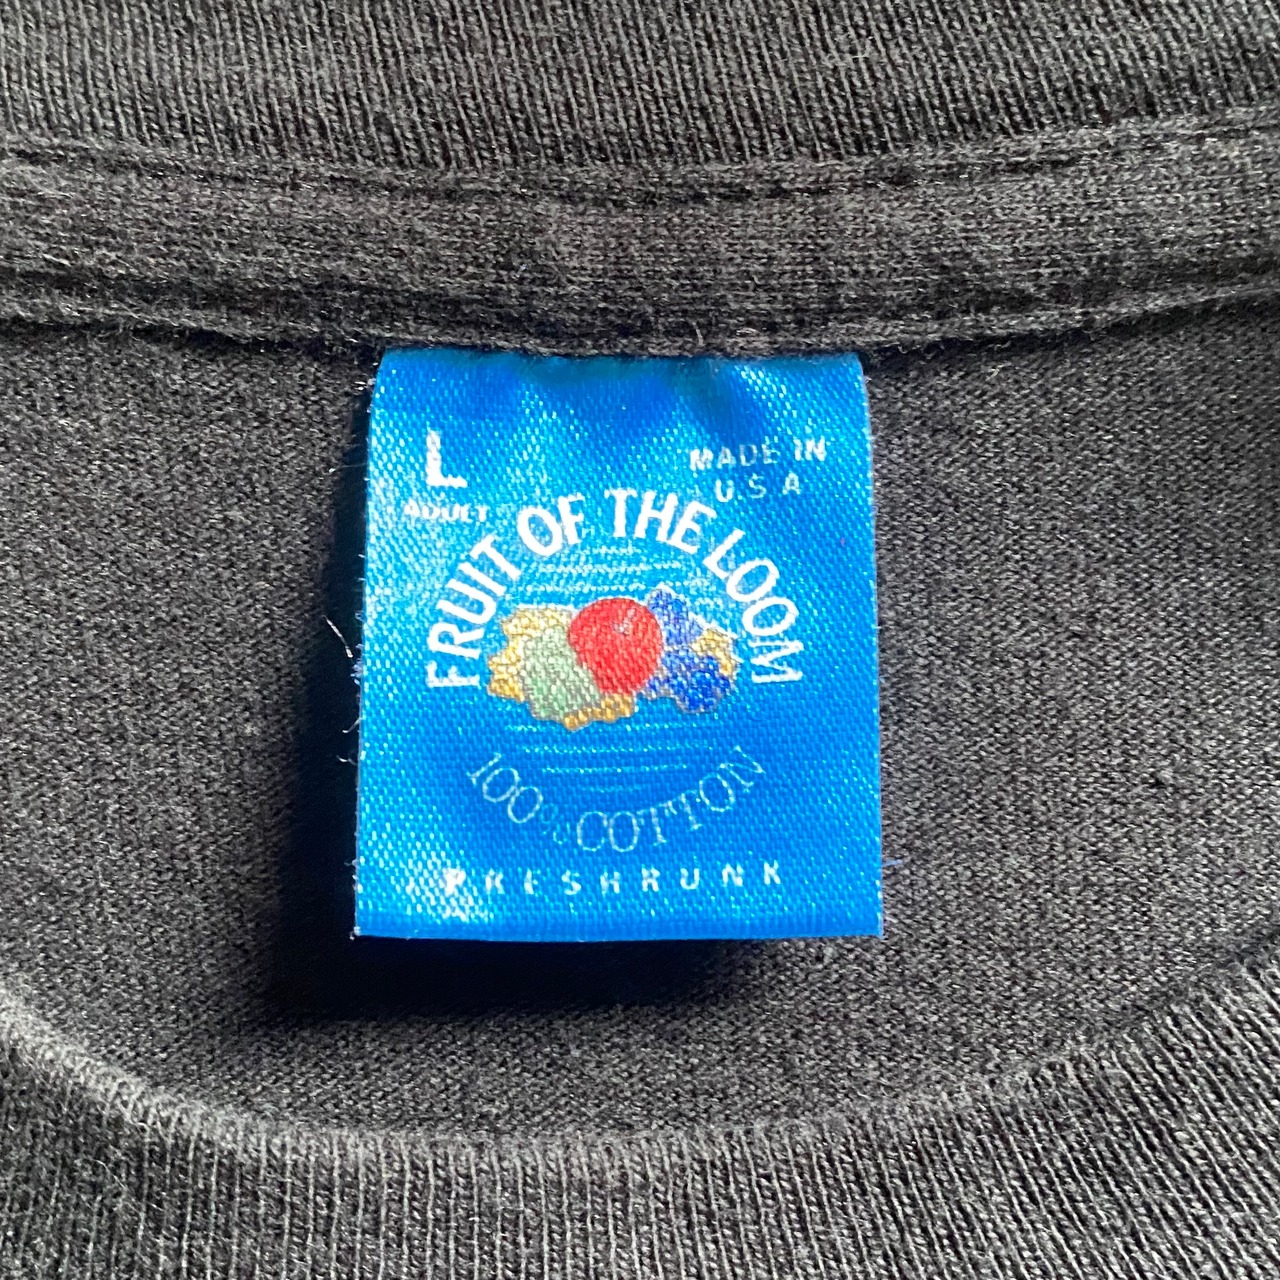 L
ADULT
MADE IN
U.S.A
FRUIT OF THE LOOM
100% COTTON
PRESHRUNK